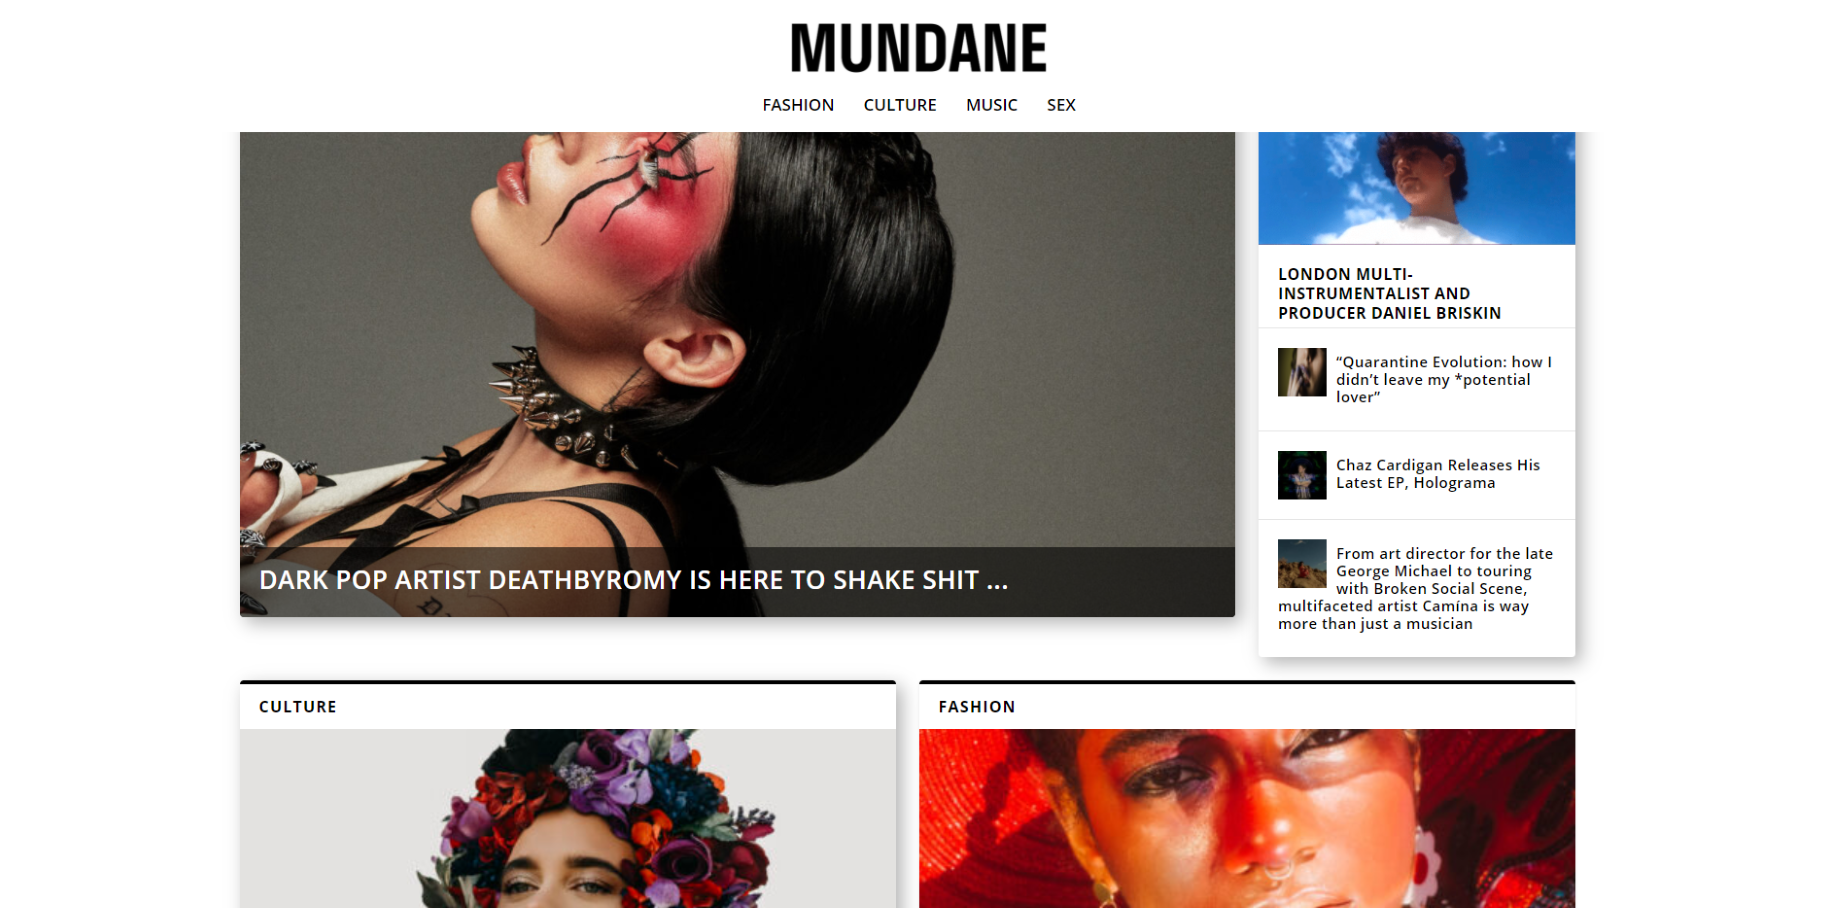 MUNDANE
FASHION CULTURE MUSIC SEX
DARK POP ARTIST DEATHBYROMY IS HERE TO SHAKE SHIT ...
LONDON MULTI-
INSTRUMENTALIST AND
PRODUCER DANIEL BRISKIN
“Quarantine Evolution: how I
didn’t leave my *potential
lover”
Chaz Cardigan Releases His
Latest EP, Holograma
From art director for the late
George Michael to touring
with Broken Social Scene,
multifaceted artist Camína is way
more than just a musician
CULTURE
FASHION